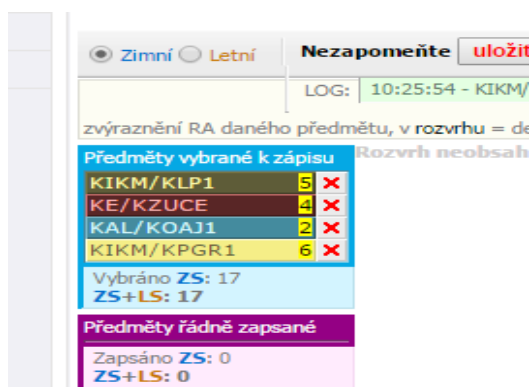 Zimní Letní Nezapomeňte uložit
LOG: 10:25:54 - KIKM/
zvýraznění RA daného předmětu, v rozvrhu = de
Předměty vybrané k zápisu
Rozvrh neobsah
KIKM/KLP1 5
KE/KZUCE 4
KAL/KOAJ1 2
KIKM/KPGR1 6
Vybráno ZS: 17
ZS+LS: 17
Předměty řádně zapsané
Zapsáno ZS: 0
ZS+LS: 0